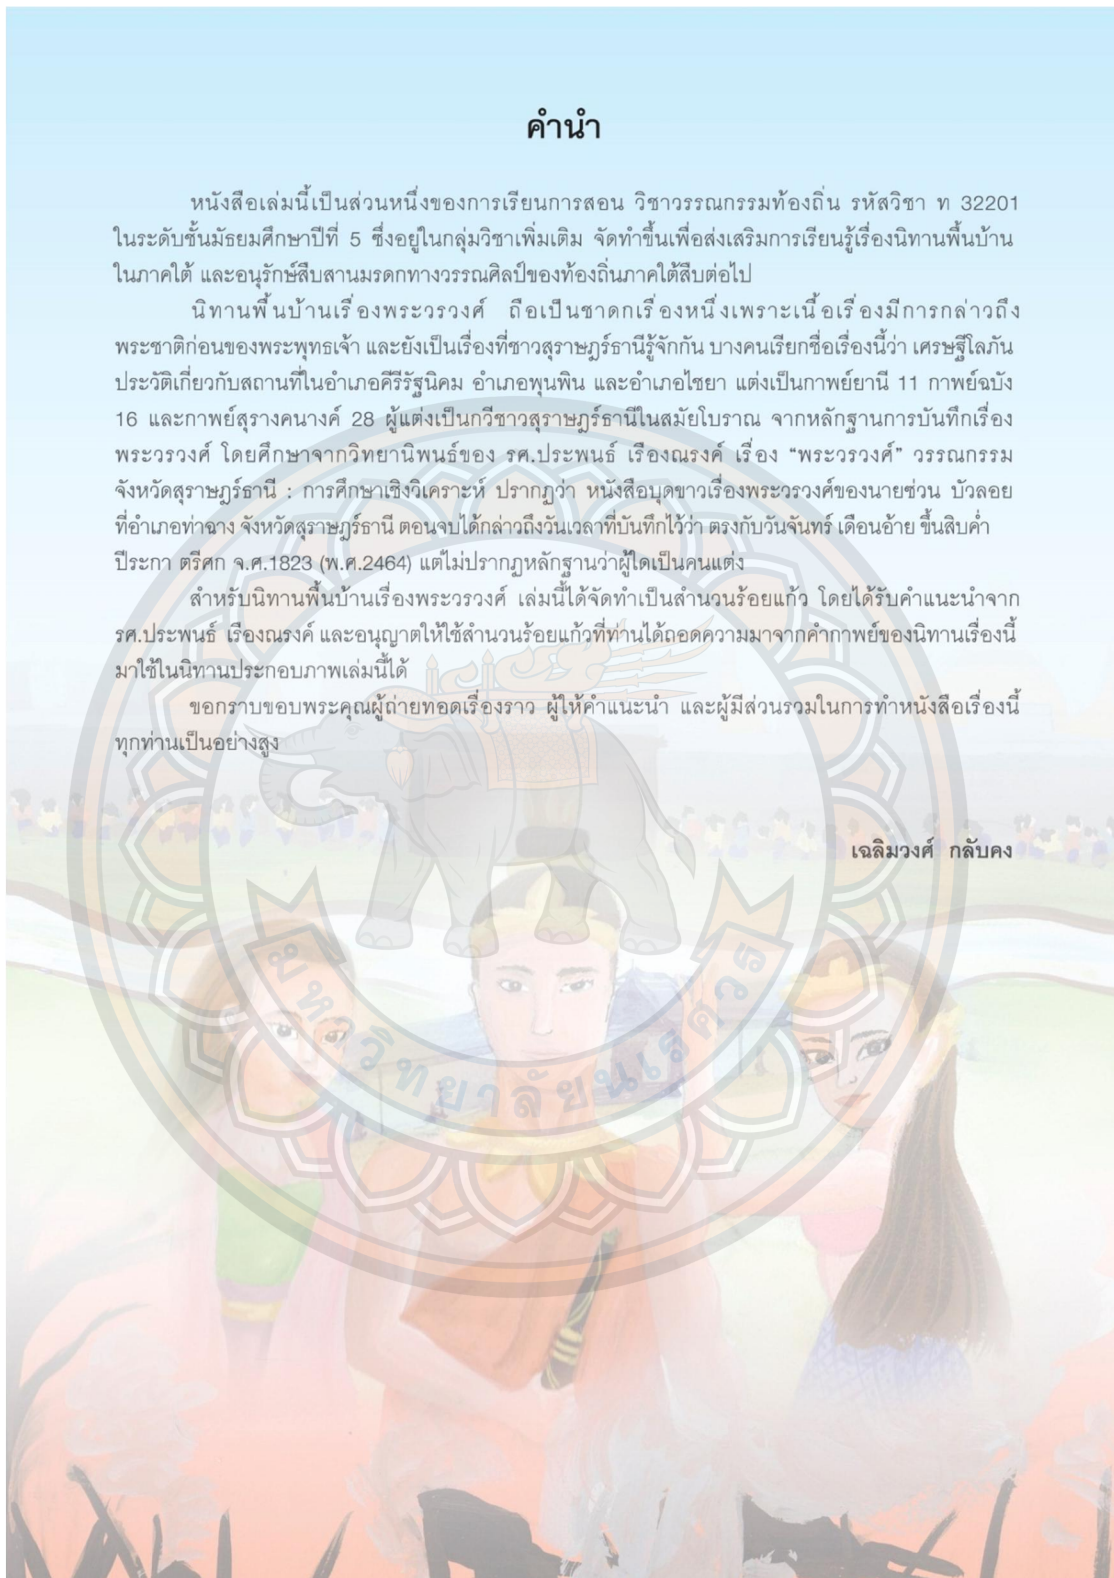 คำนำ
หนังสือเล่มนี้เป็นส่วนหนึ่งของการเรียนการสอน วิชาวรรณกรรมท้องถิ่น รหัสวิชา ท 32201
ในระดับชั้นมัธยมศึกษาปีที่ 5 ซึ่งอยู่ในกลุ่มวิชาเพิ่มเติม จัดทำขึ้นเพื่อส่งเสริมการเรียนรู้เรื่องนิทานพื้นบ้าน
ในภาคใต้ และอนุรักษ์สืบสานมรดกทางวรรณศิลป์ของท้องถิ่นภาคใต้สืบต่อไป
นิทานพื้นบ้านเรื่องพระวรวงศ์ ถือเป็นชาดกเรื่องหนึ่งเพราะเนื้อเรื่องมีการกล่าวถึง
พระชาติก่อนของพระพุทธเจ้า และยังเป็นเรื่องที่ชาวสุราษฎร์ธานีรู้จักกัน บางคนเรียกชื่อเรื่องนี้ว่า เศรษฐีโลภัน
ประวัติเกี่ยวกับสถานที่ในอำเภอคีรีรัฐนิคม อำเภอพุนพิน และอำเภอไชยา แต่งเป็นกาพย์ยานี 11 กาพย์ฉบัง
16 และกาพย์สุรางคนางค์ 28 ผู้แต่งเป็นกวีชาวสุราษฎร์ธานีในสมัยโบราณ จากหลักฐานการบันทึกเรื่อง
พระวรวงศ์ โดยศึกษาจากวิทยานิพนธ์ของ รศ.ประพนธ์ เรืองณรงค์ เรื่อง “พระวรวงศ์” วรรณกรรม
จังหวัดสุราษฎร์ธานี : การศึกษาเชิงวิเคราะห์ ปรากฏว่า หนังสือบุดขาวเรื่องพระวรวงศ์ของนายช่วน บัวลอย
ที่อำเภอท่าฉาง จังหวัดสุราษฎร์ธานี ตอนจบได้กล่าวถึงวันเวลาที่บันทึกไว้ว่า ตรงกับวันจันทร์ เดือนอ้าย ขึ้นสิบค่ำ
ปีระกา ตรีศก จ.ศ.1823 (พ.ศ.2464) แต่ไม่ปรากฏหลักฐานว่าผู้ใดเป็นคนแต่ง
สำหรับนิทานพื้นบ้านเรื่องพระวรวงศ์ เล่มนี้ได้จัดทำเป็นสำนวนร้อยแก้ว โดยได้รับคำแนะนำจาก
รศ.ประพนธ์ เรืองณรงค์ และอนุญาตให้ใช้สำนวนร้อยแก้วที่ท่านได้ถอดความมาจากคำกาพย์ของนิทานเรื่องนี้
มาใช้ในนิทานประกอบภาพเล่มนี้ได้
ขอกราบขอบพระคุณผู้ถ่ายทอดเรื่องราว ผู้ให้คำแนะนำ และผู้มีส่วนรวมในการทำหนังสือเรื่องนี้
ทุกท่านเป็นอย่างสูง
เฉลิมวงศ์ กลับคง
มหาวิทยาลัยนเรศวร